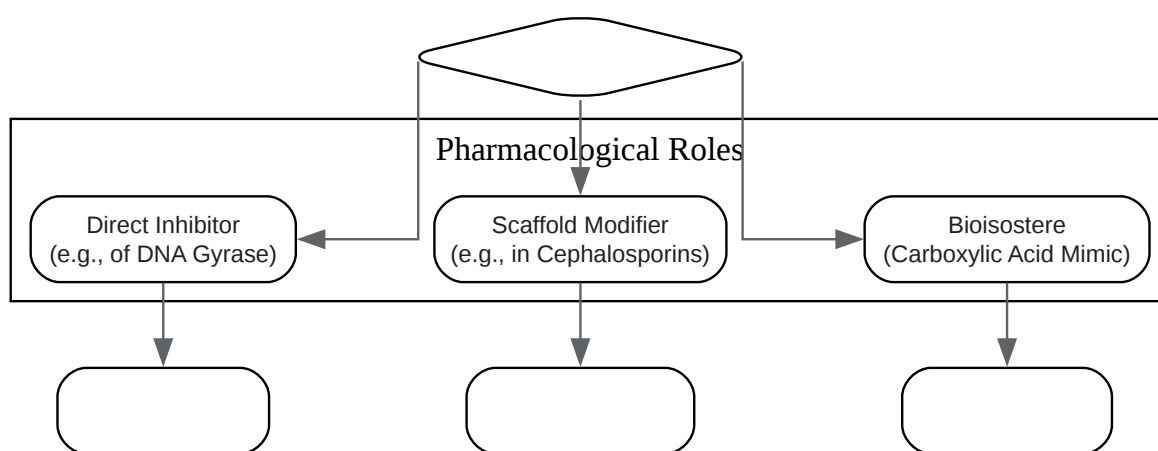 Pharmacological Roles
Direct Inhibitor
(e.g., of DNA Gyrase)
Scaffold Modifier
(e.g., in Cephalosporins)
Bioisostere
(Carboxylic Acid Mimic)